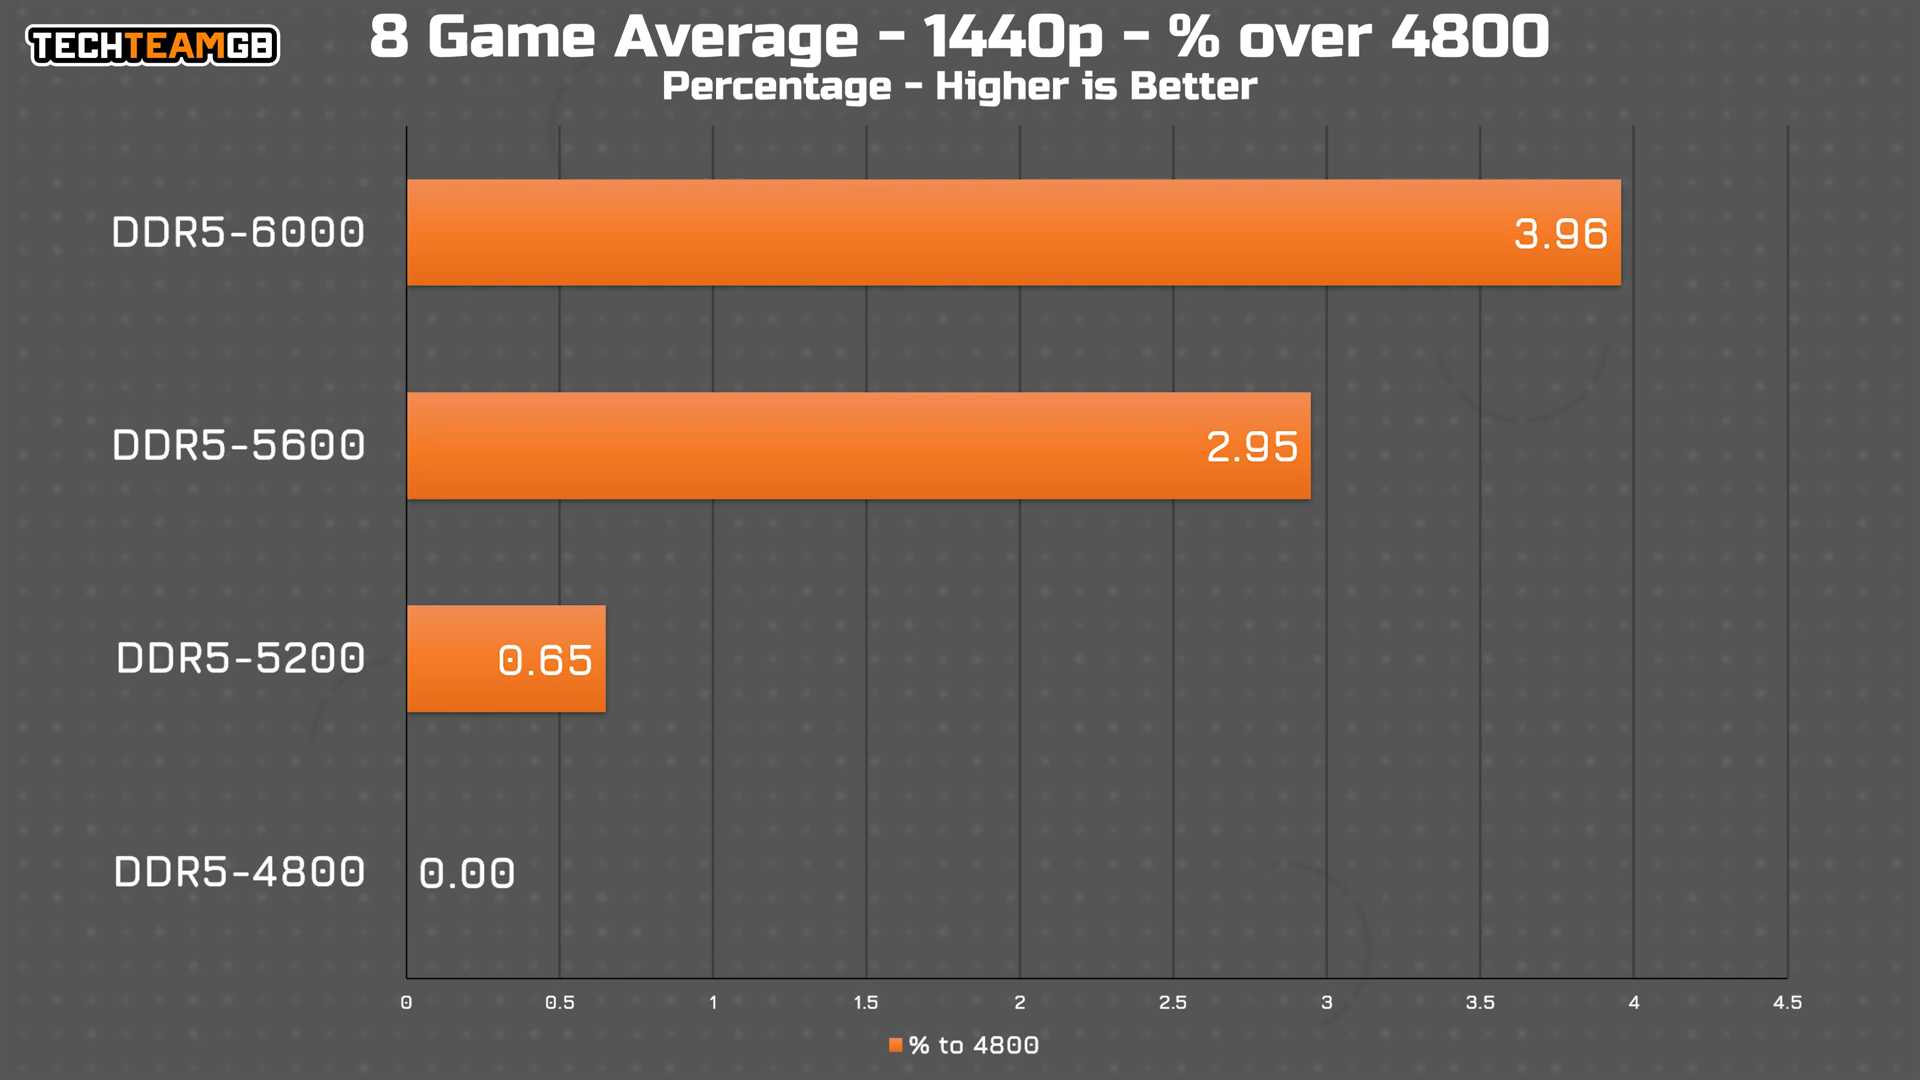 TECHTEAMGB
8 Game Average - 1440p - % over 4800
Percentage - Higher is Better
DDR5-6000
3.96
DDR5-5600
2.95
DDR5-5200
0.65
DDR5-4800
0.00
0 0.5 1 1.5 2 2.5 3 3.5 4 4.5
% to 4800